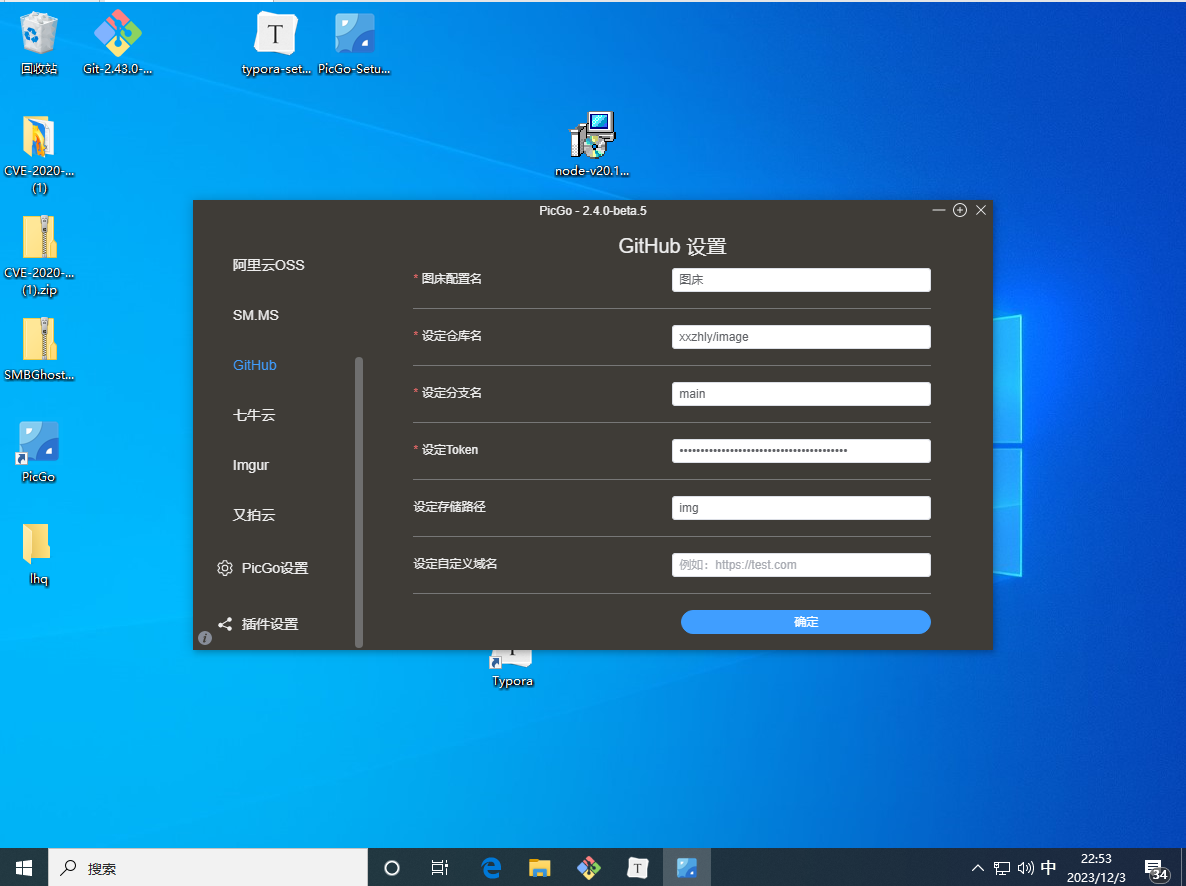 回收站
Git-2.43.0-...
typora-set...
PicGo-Setu...
CVE-2020-...
(1)
node-v20.1...
CVE-2020-...
(1).zip
SMBGhost...
PicGo
lhq
PicGo - 2.4.0-beta.5
GitHub 设置
阿里云OSS
SM.MS
GitHub
七牛云
Imgur
又拍云
PicGo设置
插件设置
* 图床配置名
图床
* 设定仓库名
xxzhly/image
* 设定分支名
main
* 设定Token
••••••••••••••••••••••••••••••••••••••••
设定存储路径
img
设定自定义域名
例如：https://test.com
确定
T
Typora
搜索
中
22:53
2023/12/3
34